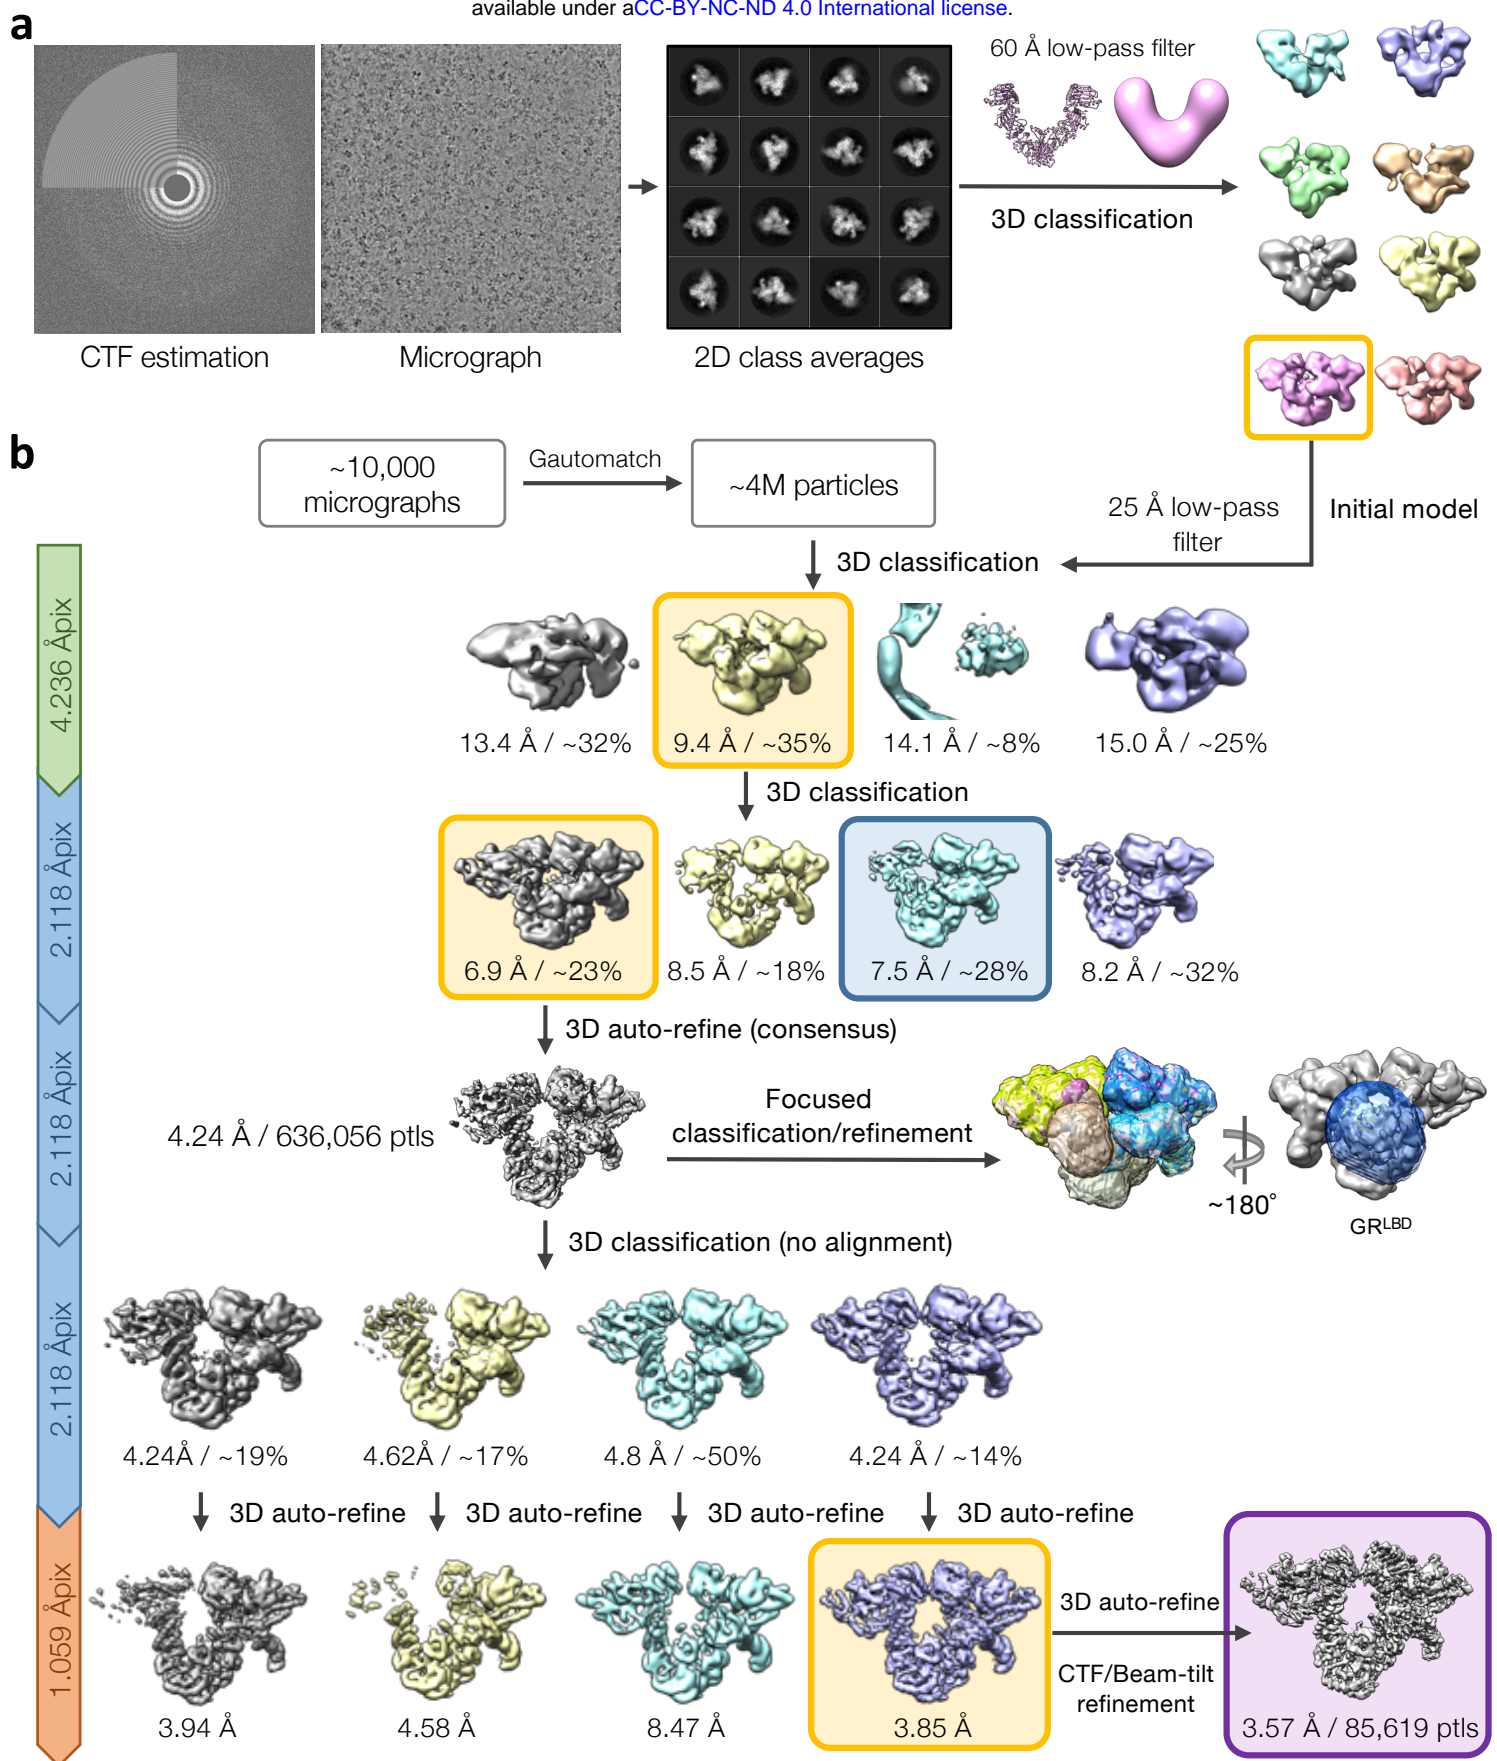 available under aCC-BY-NC-ND 4.0 International license.
a
60 Å low-pass filter
3D classification
CTF estimation
Micrograph
2D class averages
b
~10,000
micrographs
Gautomatch
~4M particles
25 Å low-pass
filter
Initial model
3D classification
4.236 Åpix
13.4 Å / ~32%
9.4 Å / ~35%
14.1 Å / ~8%
15.0 Å / ~25%
3D classification
2.118 Åpix
6.9 Å / ~23%
8.5 Å / ~18%
7.5 Å / ~28%
8.2 Å / ~32%
3D auto-refine (consensus)
2.118 Åpix
4.24 Å / 636,056 ptls
Focused
classification/refinement
~180°
GRLBD
3D classification (no alignment)
2.118 Åpix
4.24Å / ~19%
4.62Å / ~17%
4.8 Å / ~50%
4.24 Å / ~14%
3D auto-refine
3D auto-refine
3D auto-refine
3D auto-refine
1.059 Åpix
3D auto-refine
CTF/Beam-tilt
refinement
3.94 Å
4.58 Å
8.47 Å
3.85 Å
3.57 Å / 85,619 ptls